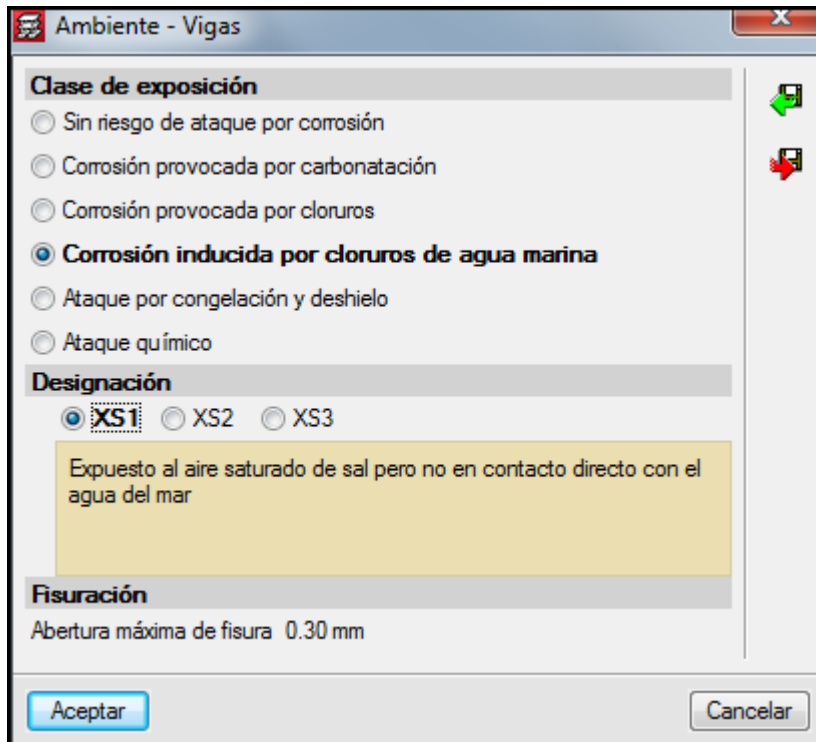 Ambiente - Vigas
Clase de exposición
Sin riesgo de ataque por corrosión
Corrosión provocada por carbonatación
Corrosión provocada por cloruros
Corrosión inducida por cloruros de agua marina
Ataque por congelación y deshielo
Ataque químico
Designación
XS1 XS2 XS3
Expuesto al aire saturado de sal pero no en contacto directo con el
agua del mar
Fisuración
Abertura máxima de fisura 0.30 mm
Aceptar Cancelar